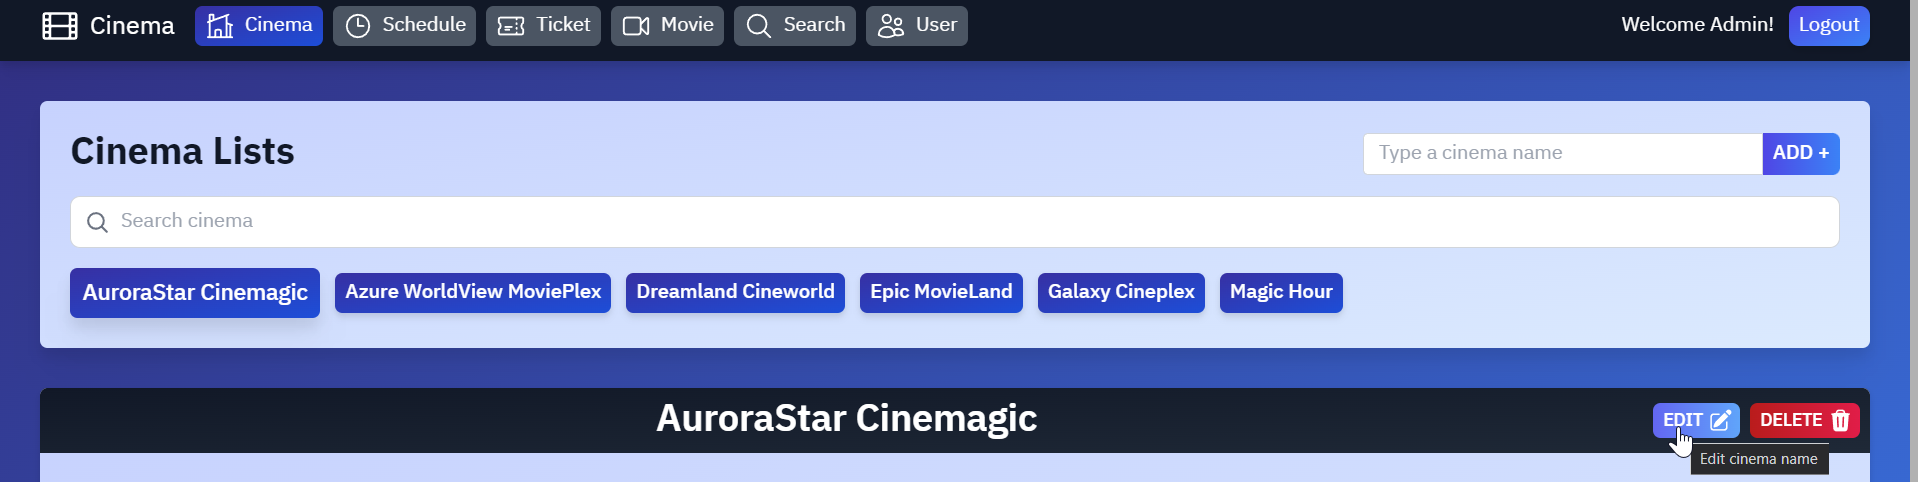 Cinema Cinema Schedule Ticket Movie Search User Welcome Admin! Logout
Cinema Lists
Type a cinema name ADD +
Search cinema
AuroraStar Cinemagic Azure WorldView MoviePlex Dreamland Cineworld Epic MovieLand Galaxy Cineplex Magic Hour
AuroraStar Cinemagic EDIT DELETE
Edit cinema name